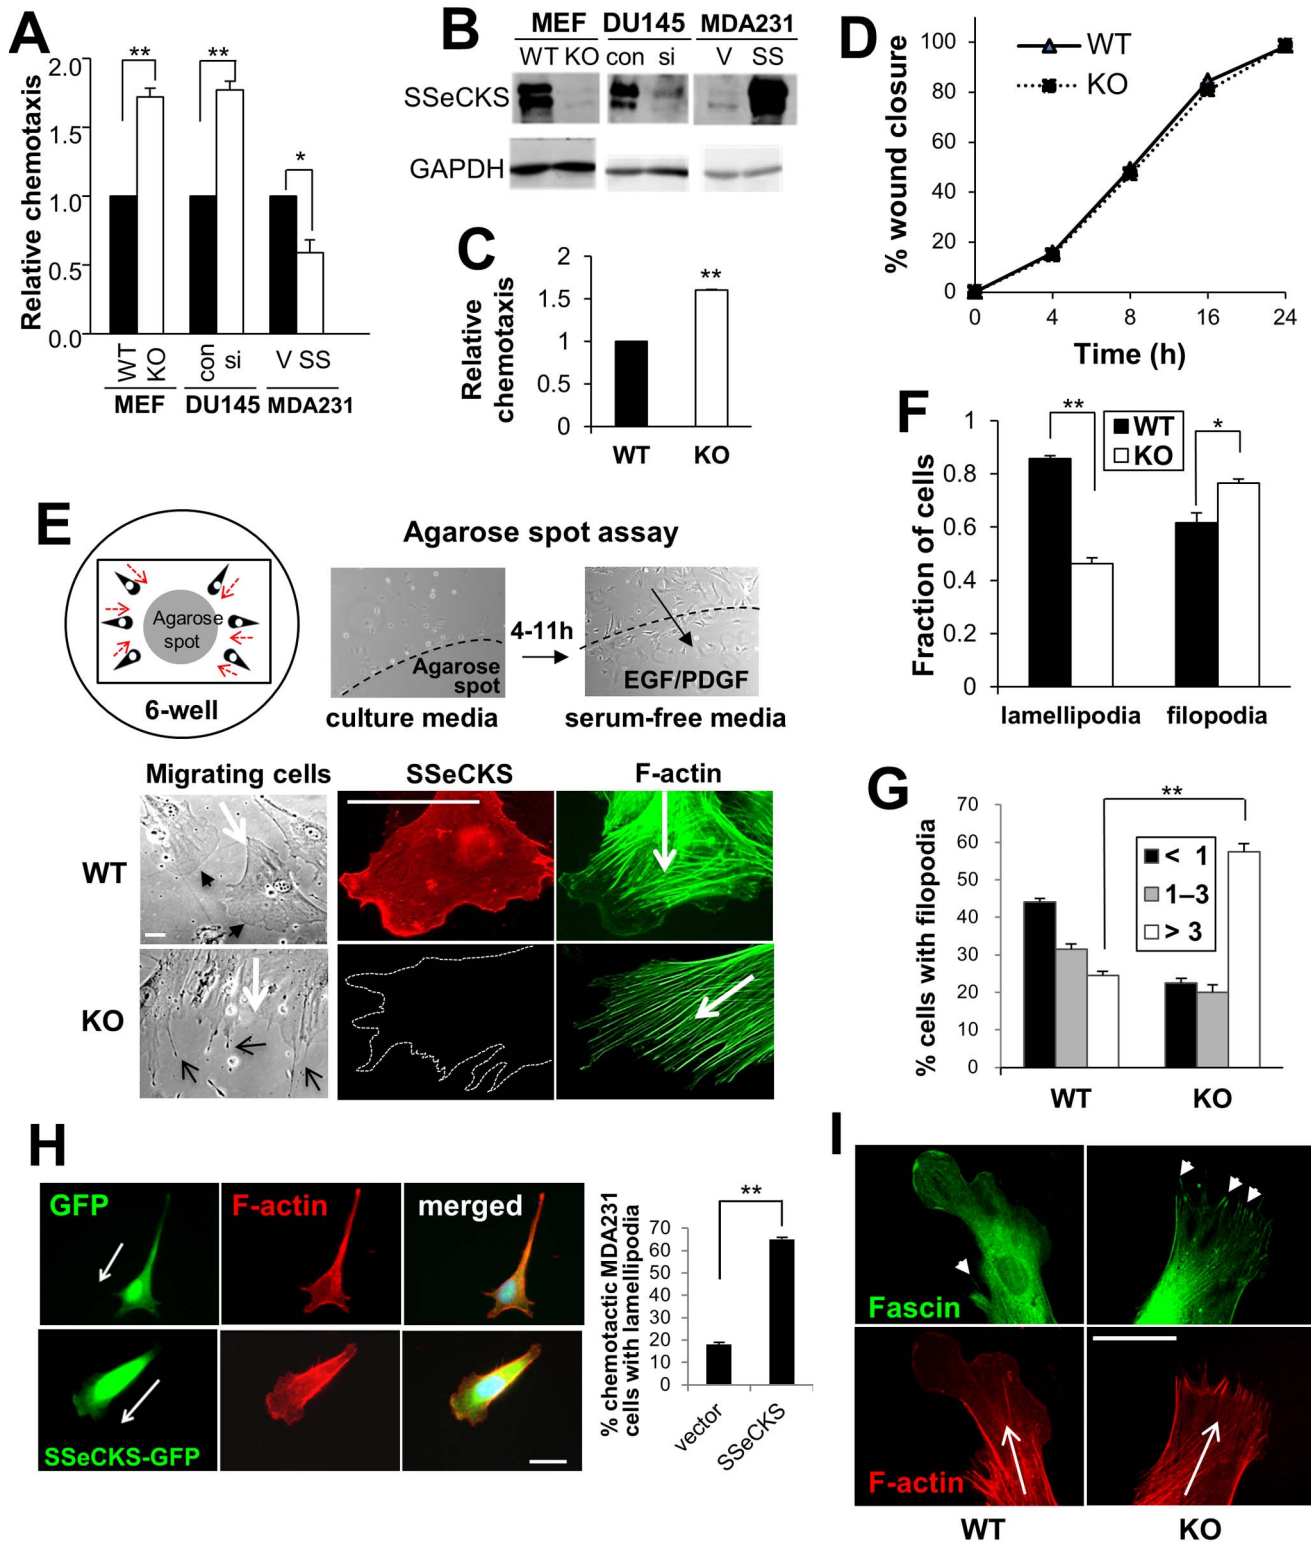 A
Relative chemotaxis
2.0
1.5
1.0
0.5
0.0
**
**
*
WT
KO
con
si
V SS
MEF
DU145
MDA231
B
MEF DU145 MDA231
WT KO con si V SS
SSeCKS
GAPDH
C
Relative
chemotaxis
2
1.5
1
0.5
0
**
WT KO
D
% wound closure
100
80
60
40
20
0
WT
KO
0 4 8 16 24
Time (h)
E
Agarose
spot
6-well
Agarose spot assay
Agarose
spot
4-11h
EGF/PDGF
culture media
serum-free media
Migrating cells SSeCKS F-actin
WT
KO
F
Fraction of cells
1
0.8
0.6
0.4
0.2
0
**
WT
KO
*
lamellipodia filopodia
G
% cells with filopodia
70
60
50
40
30
20
10
0
**
< 1
1–3
> 3
WT KO
H
GFP F-actin merged
SSeCKS-GFP
% chemotactic MDA231
cells with lamellipodia
70
60
50
40
30
20
10
0
**
vector
SSeCKS
I
Fascin
F-actin
WT KO